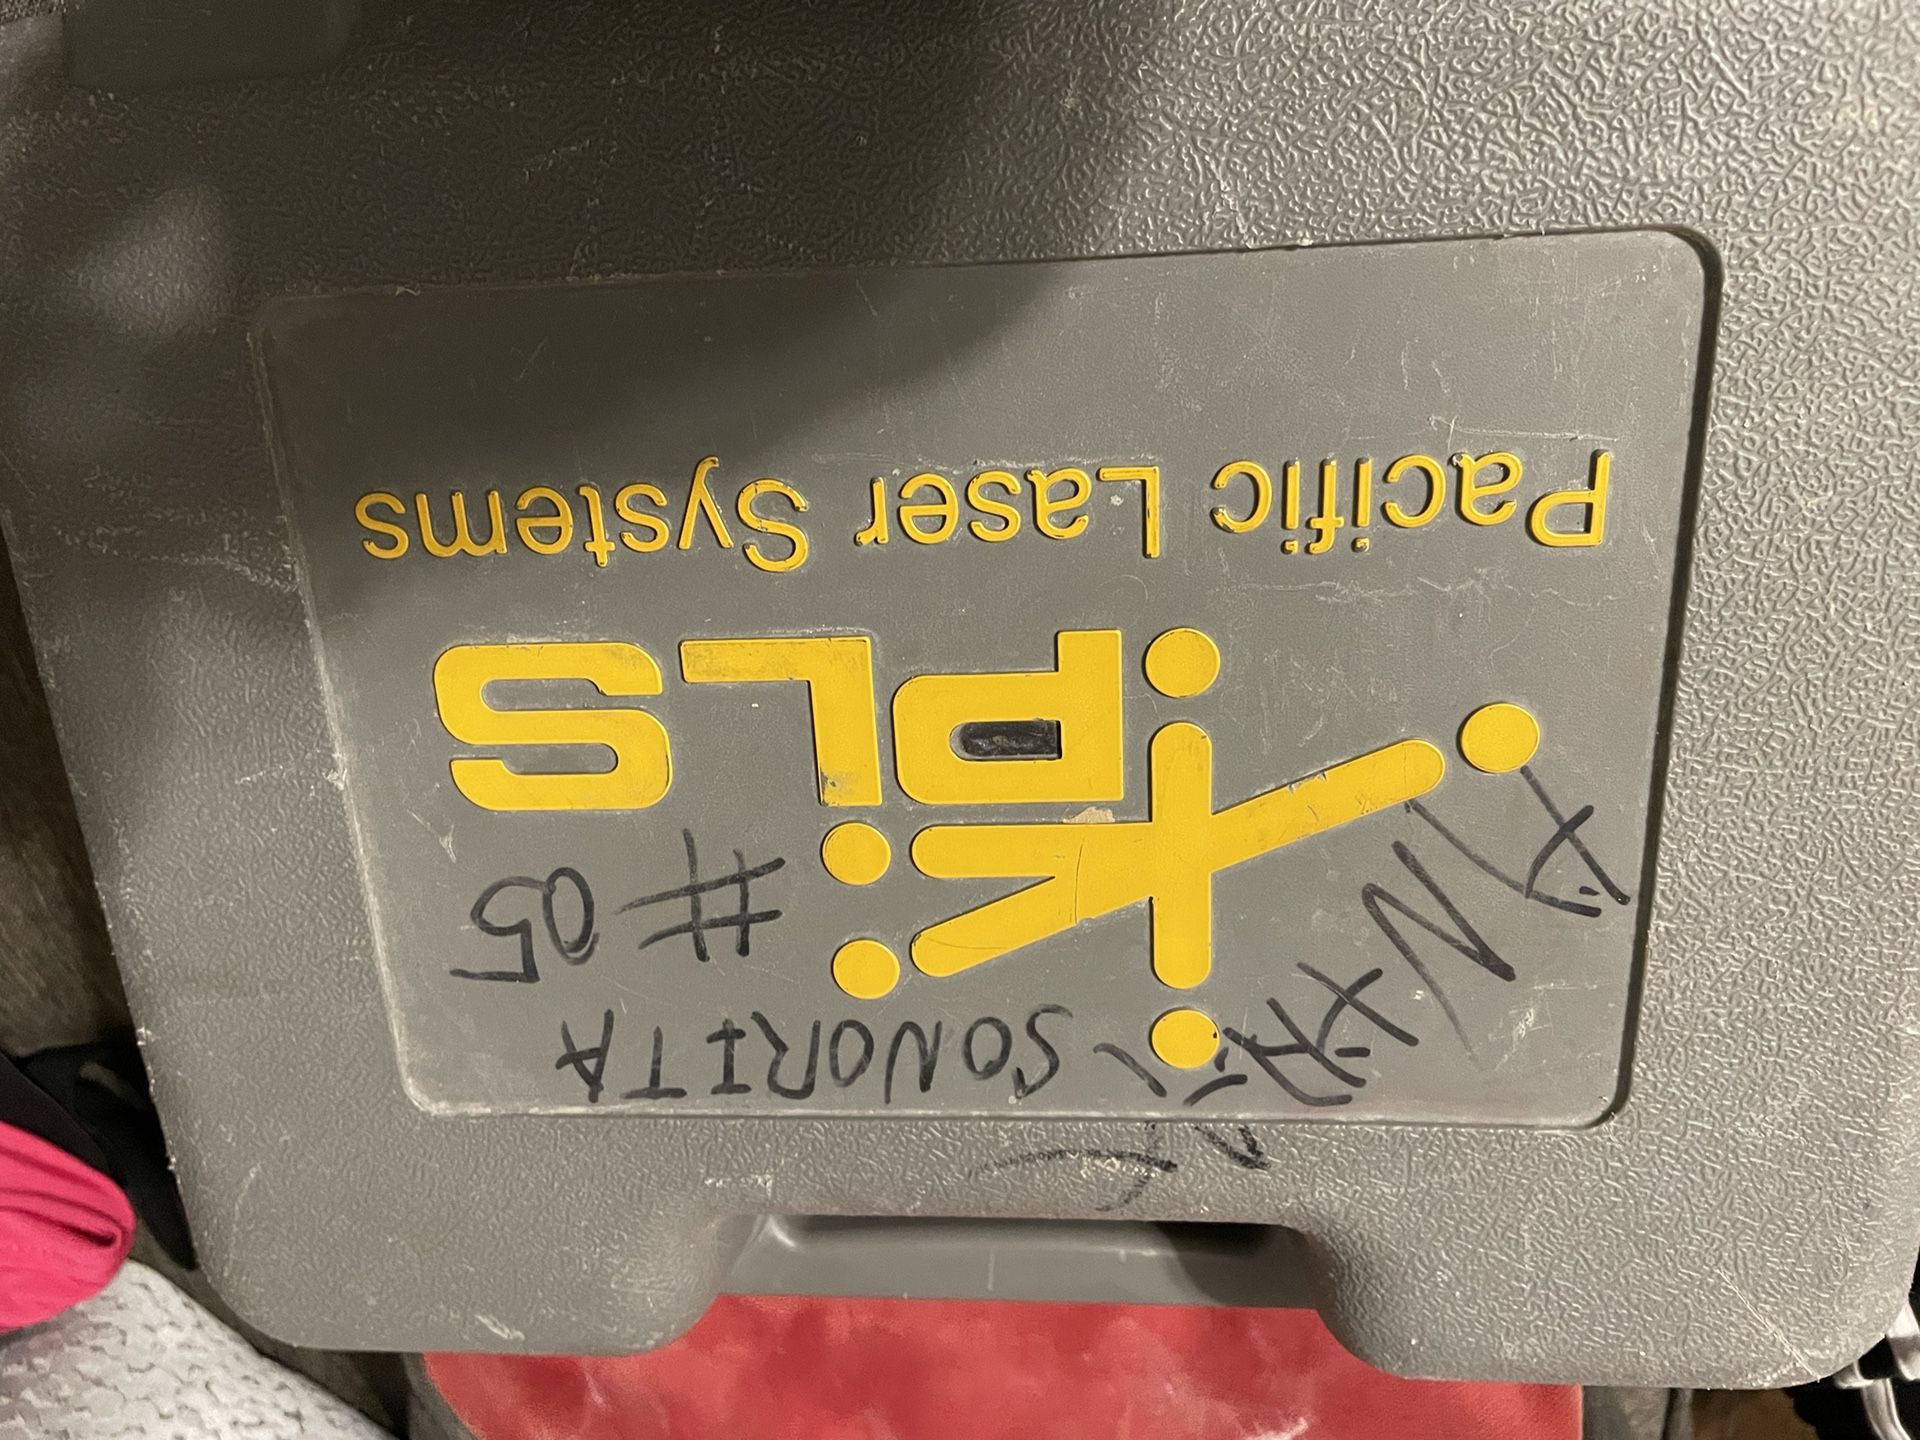 SONORITA
# 05
PLS
Pacific Laser Systems